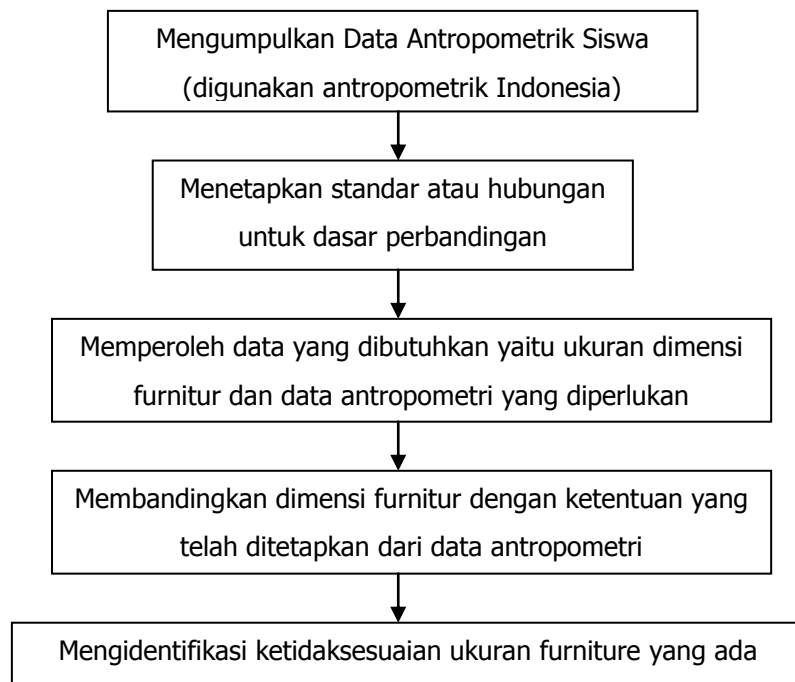 Mengumpulkan Data Antropometrik Siswa
(digunakan antropometrik Indonesia)
Menetapkan standar atau hubungan
untuk dasar perbandingan
Memperoleh data yang dibutuhkan yaitu ukuran dimensi
furnitur dan data antropometri yang diperlukan
Membandingkan dimensi furnitur dengan ketentuan yang
telah ditetapkan dari data antropometri
Mengidentifikasi ketidaksesuaian ukuran furniture yang ada